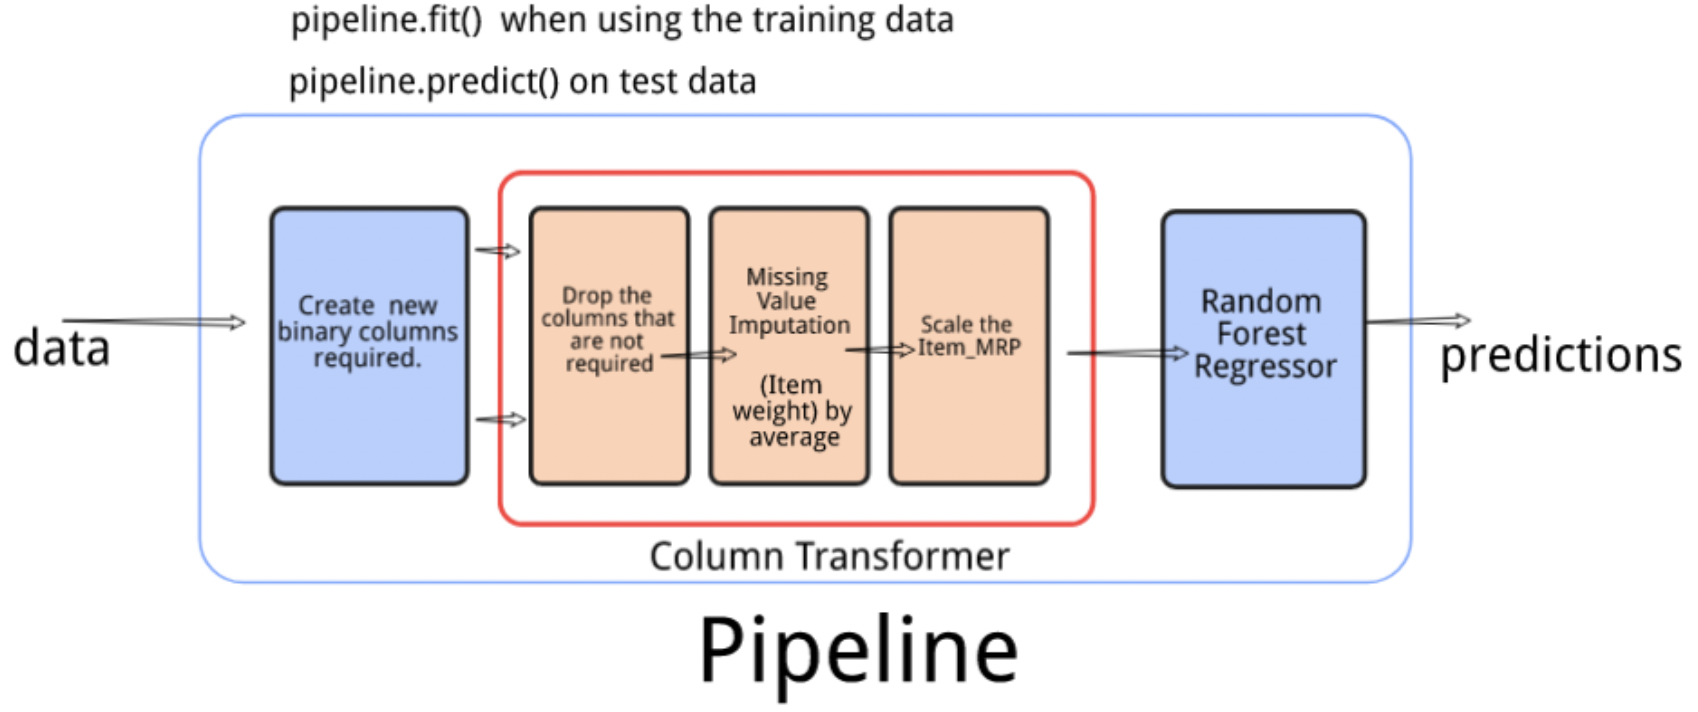 pipeline.fit()  when using the training data
pipeline.predict() on test data
data
Create  new
binary columns
required.
Drop the
columns that
are not
required
Missing
Value
Imputation
(Item
weight) by
average
Scale the
Item_MRP
Random
Forest
Regressor
predictions
Column Transformer
Pipeline